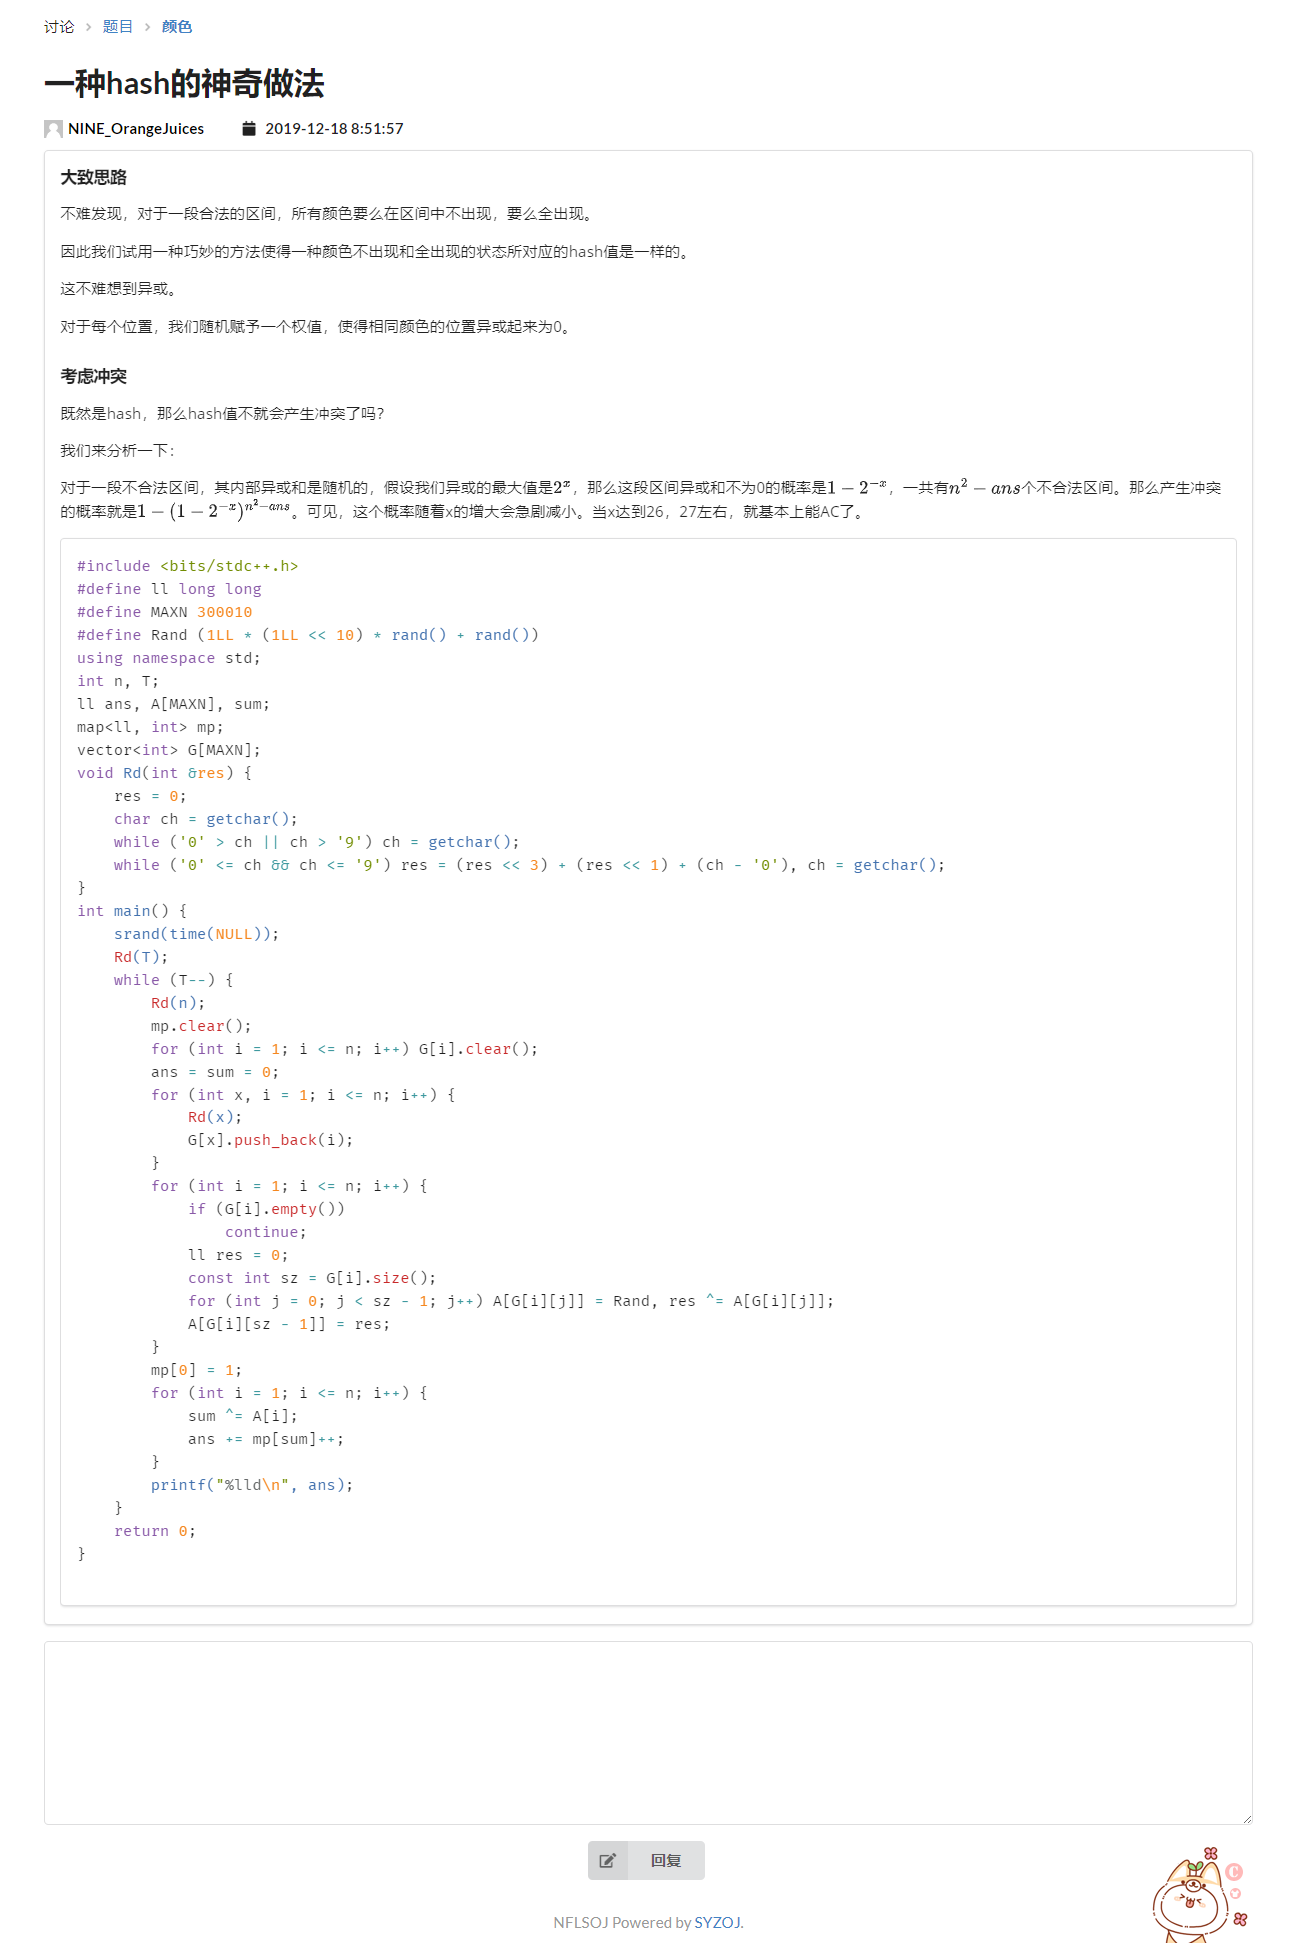 讨论 > 题目 > 颜色
一种hash的神奇做法
NINE_OrangeJuices 2019-12-18 8:51:57
大致思路
不难发现，对于一段合法的区间，所有颜色要么在区间中不出现，要么全出现。
因此我们试用一种巧妙的方法使得一种颜色不出现和全出现的状态所对应的hash值是一样的。
这不难想到异或。
对于每个位置，我们随机赋予一个权值，使得相同颜色的位置异或起来为0。
考虑冲突
既然是hash，那么hash值不就会产生冲突了吗？
我们来分析一下：
对于一段不合法区间，其内部异或和是随机的，假设我们异或的最大值是2^x，那么这段区间异或和不为0的概率是1 − 2^{−x}，一共有n^2 − ans个不合法区间。那么产生冲突
的概率就是1 − (1 − 2^{−x})^{n^2−ans}。可见，这个概率随着x的增大会急剧减小。当x达到26，27左右，就基本上能AC了。
#include <bits/stdc++.h>
#define ll long long
#define MAXN 300010
#define Rand (1LL * (1LL << 10) * rand() + rand())
using namespace std;
int n, T;
ll ans, A[MAXN], sum;
map<ll, int> mp;
vector<int> G[MAXN];
void Rd(int &res) {
    res = 0;
    char ch = getchar();
    while ('0' > ch || ch > '9') ch = getchar();
    while ('0' <= ch && ch <= '9') res = (res << 3) + (res << 1) + (ch - '0'), ch = getchar();
}
int main() {
    srand(time(NULL));
    Rd(T);
    while (T--) {
        Rd(n);
        mp.clear();
        for (int i = 1; i <= n; i++) G[i].clear();
        ans = sum = 0;
        for (int x, i = 1; i <= n; i++) {
            Rd(x);
            G[x].push_back(i);
        }
        for (int i = 1; i <= n; i++) {
            if (G[i].empty())
                continue;
            ll res = 0;
            const int sz = G[i].size();
            for (int j = 0; j < sz - 1; j++) A[G[i][j]] = Rand, res ^= A[G[i][j]];
            A[G[i][sz - 1]] = res;
        }
        mp[0] = 1;
        for (int i = 1; i <= n; i++) {
            sum ^= A[i];
            ans += mp[sum]++;
        }
        printf("%lld\n", ans);
    }
    return 0;
}
回复
C
NFLSOJ Powered by SYZOJ.